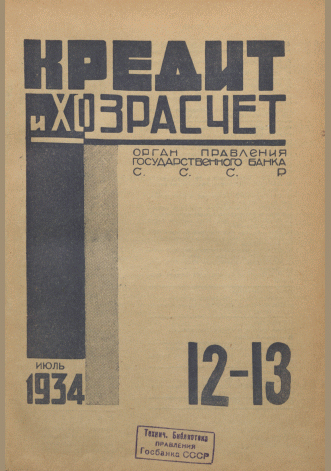 КРЕДИТ
и ХОЗРАСЧЕТ
ОРГАН ПРАВЛЕНИЯ
ГОСУДАРСТВЕННОГО БАНКА
С. С. С. Р
ИЮЛЬ
1934
12-13
Технич. Библиотека
ПРАВЛЕНИЯ
Госбанка СССР